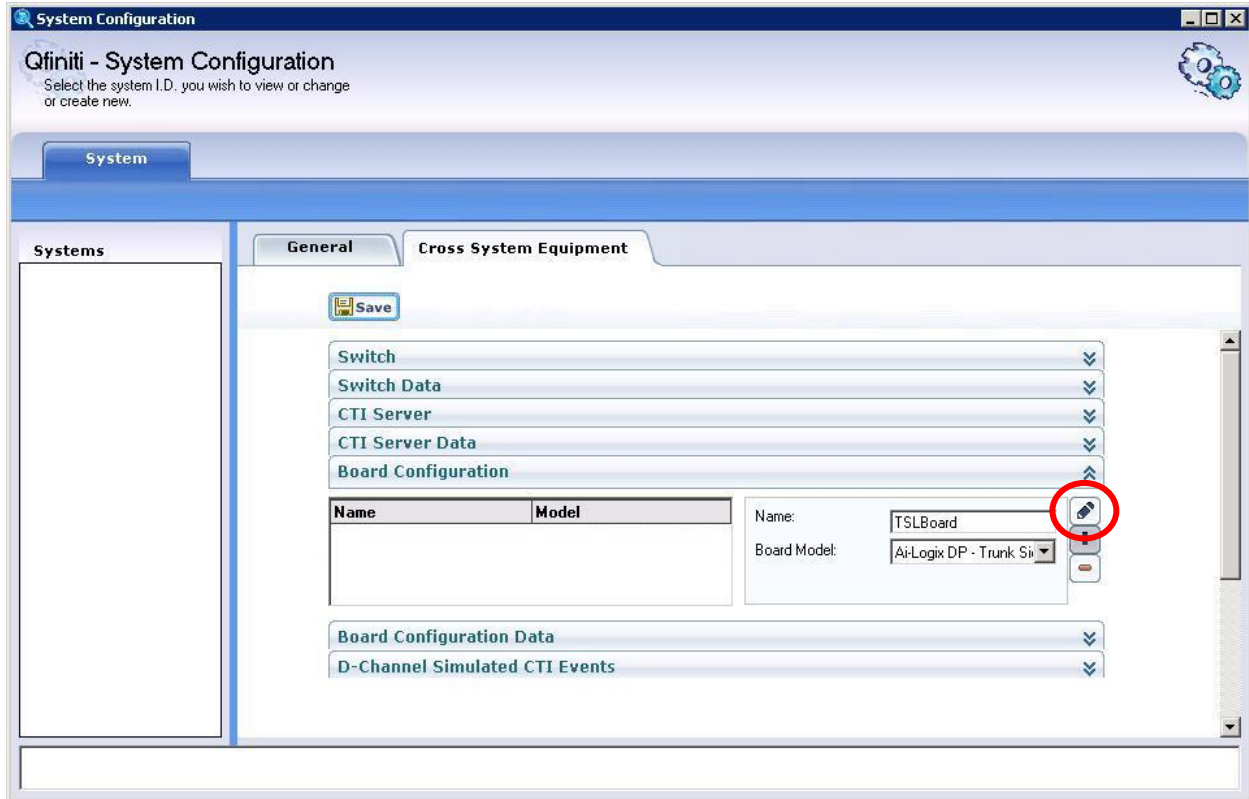 System Configuration
Qfiniti - System Configuration
Select the system I.D. you wish to view or change
or create new.
System
Systems
General
Cross System Equipment
Save
Switch
Switch Data
CTI Server
CTI Server Data
Board Configuration
Name Model
Name: TSLBoard
Board Model: Ai-Logix DP - Trunk Si
Board Configuration Data
D-Channel Simulated CTI Events